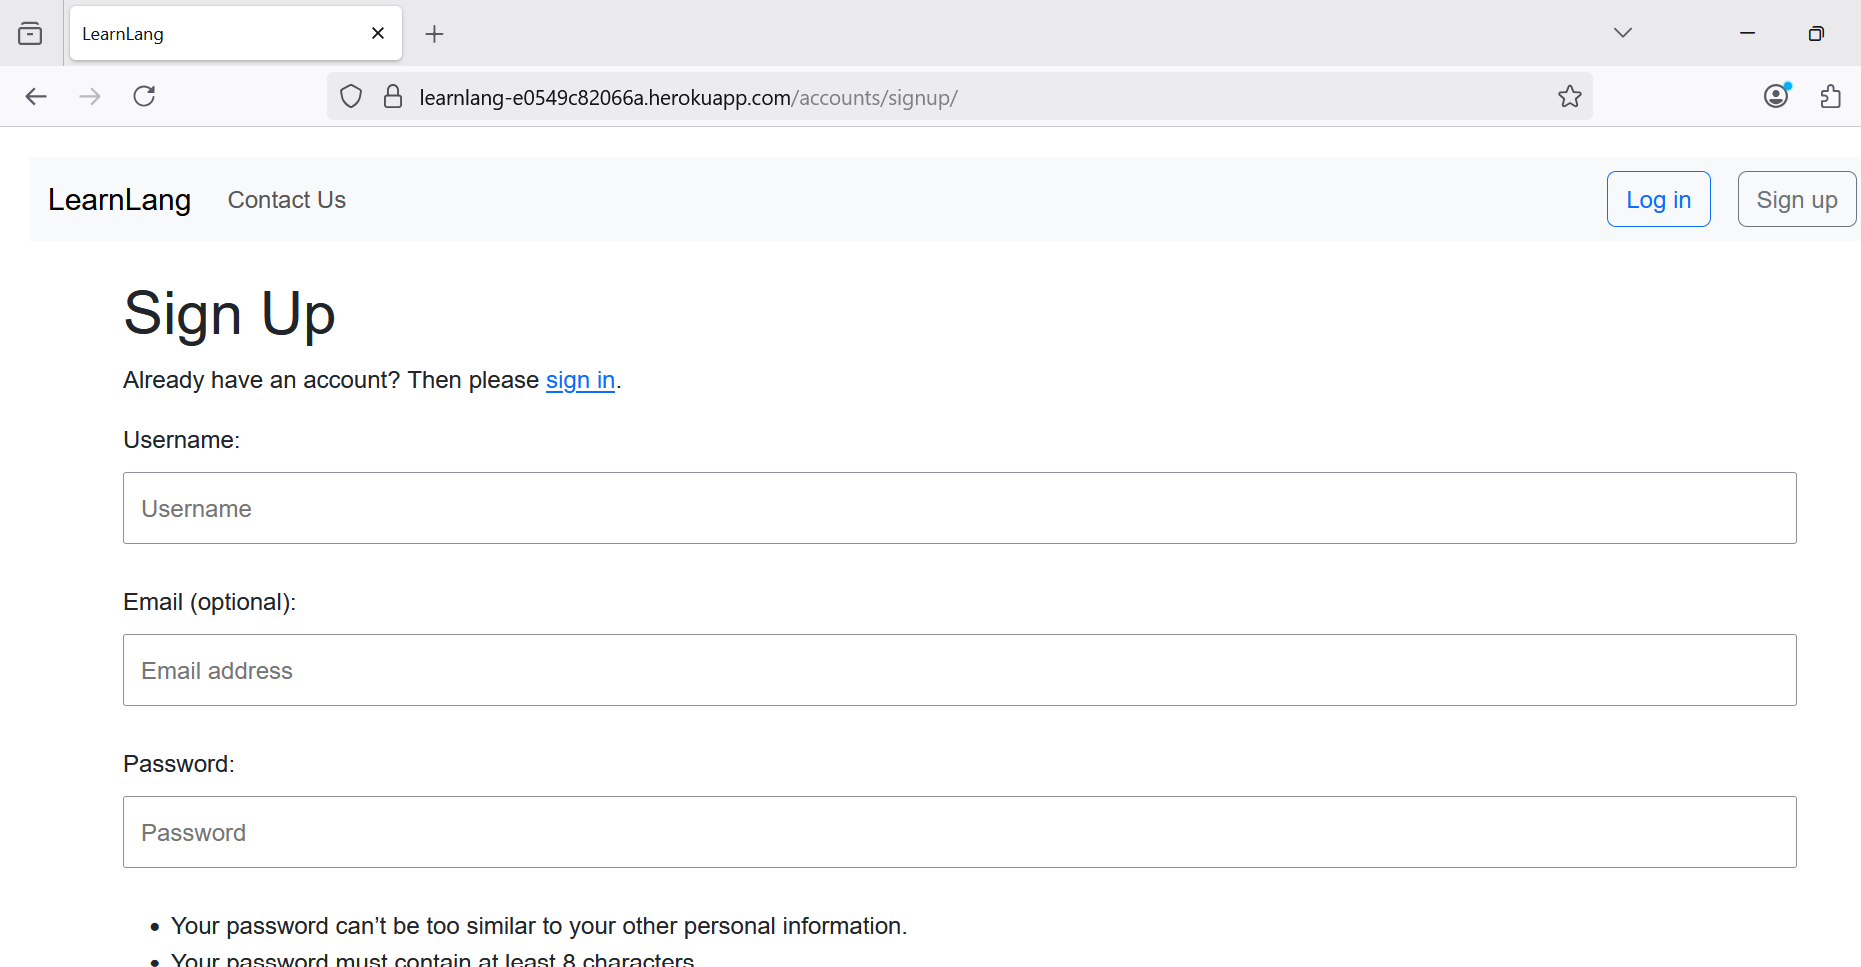 LearnLang
learnlang-e0549c82066a.herokuapp.com/accounts/signup/
LearnLang Contact Us Log in Sign up
Sign Up
Already have an account? Then please sign in.
Username:
Username
Email (optional):
Email address
Password:
Password
• Your password can’t be too similar to your other personal information.
• Your password must contain at least 8 characters